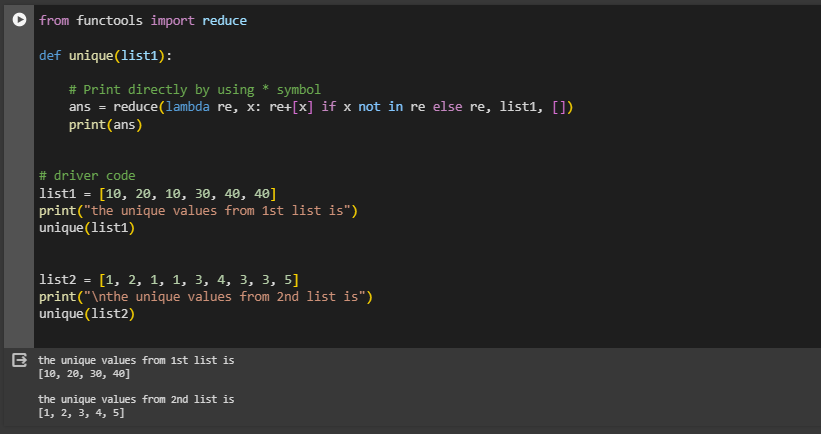 from functools import reduce
def unique(list1):
# Print directly by using * symbol
ans = reduce(lambda re, x: re+[x] if x not in re else re, list1, [])
print(ans)
# driver code
list1 = [10, 20, 10, 30, 40, 40]
print("the unique values from 1st list is")
unique(list1)
list2 = [1, 2, 1, 1, 3, 4, 3, 3, 5]
print("\nthe unique values from 2nd list is")
unique(list2)
the unique values from 1st list is
[10, 20, 30, 40]
the unique values from 2nd list is
[1, 2, 3, 4, 5]